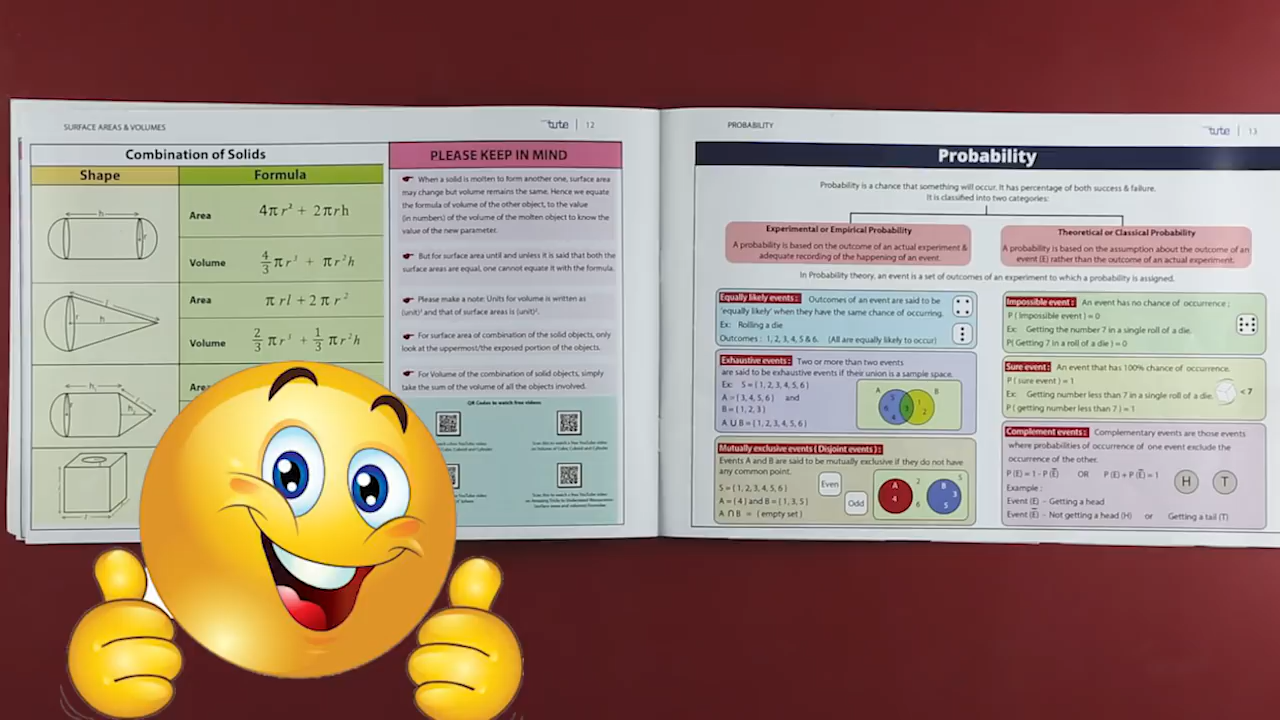 SURFACE AREAS & VOLUMES
tute | 12
Combination of Solids
Shape
Formula
h
r
Area
4πr² + 2πrh
Volume
4/3 πr³ + πr²h
l
r
h
Area
πrl + 2πr²
Volume
2/3 πr³ + 1/3 πr²h
h
Area
l
PLEASE KEEP IN MIND
When a solid is molten to form another one, surface area
may change but volume remains the same. Hence we equate
the formula of volume of the other object, to the value
(in numbers) of the volume of the molten object to know the
value of the new parameter.
But for surface area until and unless it is said that both the
surface areas are equal, one cannot equate it with the formula.
Please make a note: Units for volume is written as
(unit)³ and that of surface areas is (unit)².
For surface area of combination of the solid objects, only
look at the uppermost/the exposed portion of the objects.
For Volume of the combination of solid objects, simply
take the sum of the volume of all the objects involved.
QR Codes to watch free videos
PROBABILITY
tute | 13
Probability
Probability is a chance that something will occur. It has percentage of both success & failure.
It is classified into two categories:
Experimental or Empirical Probability
A probability is based on the outcome of an actual experiment &
adequate recording of the happening of an event.
Theoretical or Classical Probability
A probability is based on the assumption about the outcome of an
event (E) rather than the outcome of an actual experiment.
In Probability theory, an event is a set of outcomes of an experiment to which a probability is assigned.
Equally likely events : Outcomes of an event are said to be
'equally likely' when they have the same chance of occurring.
Ex: Rolling a die
Outcomes : 1, 2, 3, 4, 5 & 6. (All are equally likely to occur)
Exhaustive events : Two or more than two events
are said to be exhaustive events if their union is a sample space.
Ex: S = { 1, 2, 3, 4, 5, 6 }
A = { 3, 4, 5, 6 } and
B = { 1, 2, 3 }
A ∪ B = { 1, 2, 3, 4, 5, 6 }
A
B
5
6
4
3
1
2
Mutually exclusive events ( Disjoint events ) :
Events A and B are said to be mutually exclusive if they do not have
any common point.
S = { 1, 2, 3, 4, 5, 6 }
A = { 4 } and B = { 1, 3, 5 }
A ∩ B = { empty set }
Even
Odd
A
4
2
6
B
3
5
5
Impossible event : An event has no chance of occurrence ;
P ( Impossible event ) = 0
Ex: Getting the number 7 in a single roll of a die.
P( Getting 7 in a roll of a die ) = 0
Sure event : An event that has 100% chance of occurrence.
P ( sure event ) = 1
Ex: Getting number less than 7 in a single roll of a die.
P ( getting number less than 7 ) = 1
< 7
Complement events : Complementary events are those events
where probabilities of occurrence of one event exclude the
occurrence of the other.
P (E) = 1 - P (E̅) OR P (E) + P (E̅) = 1
Example :
Event (E) - Getting a head
Event (E̅) - Not getting a head (H) or Getting a tail (T)
H
T